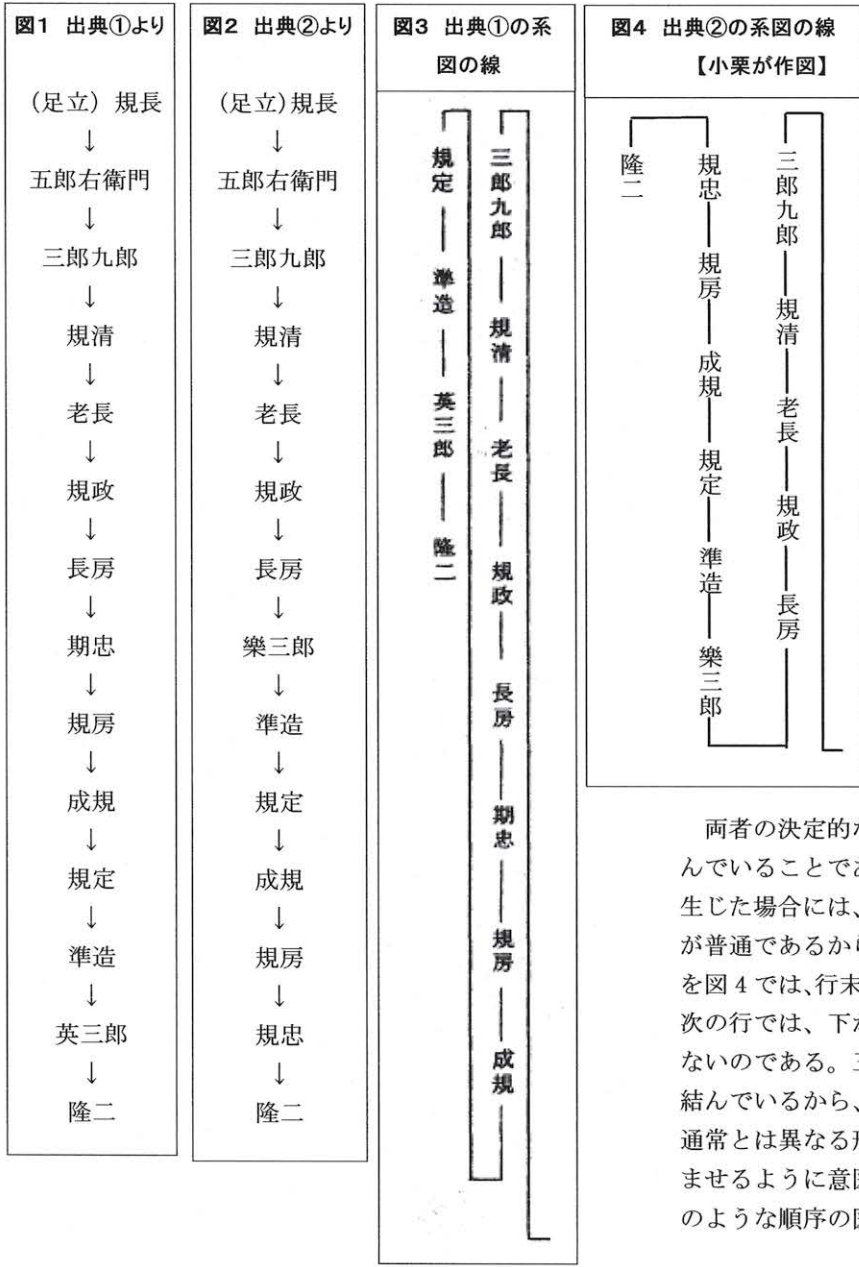 図1 出典①より
(足立) 規長
↓
五郎右衛門
↓
三郎九郎
↓
規清
↓
老長
↓
規政
↓
長房
↓
期忠
↓
規房
↓
成規
↓
規定
↓
準造
↓
英三郎
↓
隆二
図2 出典②より
(足立)規長
↓
五郎右衛門
↓
三郎九郎
↓
規清
↓
老長
↓
規政
↓
長房
↓
樂三郎
↓
準造
↓
規定
↓
成規
↓
規房
↓
規忠
↓
隆二
図3 出典①の系
図の線
三郎九郎 規清 老長 規政 長房 期忠 規房 成規
規定 準造 英三郎 隆二
図4 出典②の系図の線
【小栗が作図】
三郎九郎 規清 老長 規政 長房
規忠 規房 成規 規定 準造 樂三郎
隆二
両者の決定的
んでいることで
生じた場合には、
が普通であるか
を図4では、行末
次の行では、下
ないのである。
結んでいるから、
通常とは異なる
ませるように意
のような順序の